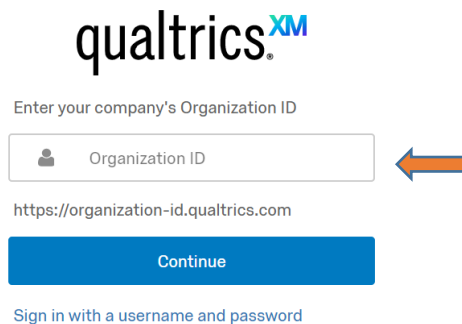 qualtrics.XM
Enter your company's Organization ID
Organization ID
https://organization-id.qualtrics.com
Continue
Sign in with a username and password